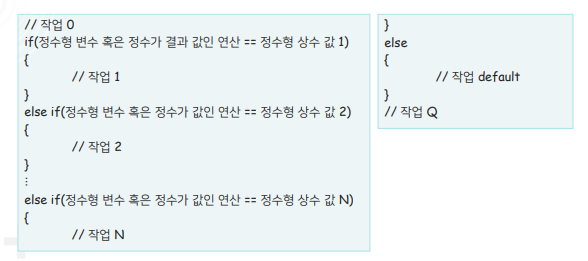 // 작업 0
if(정수형 변수 혹은 정수가 결과 값인 연산 == 정수형 상수 값 1)
{
// 작업 1
}
else if(정수형 변수 혹은 정수가 값인 연산 == 정수형 상수 값 2)
{
// 작업 2
}
⋮
else if(정수형 변수 혹은 정수가 값인 연산 == 정수형 상수 값 N)
{
// 작업 N
}
else
{
// 작업 default
}
// 작업 Q